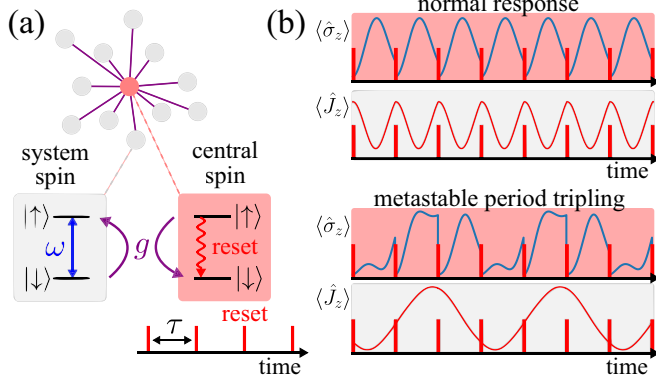 (a)
system
spin
central
spin
|↑⟩
ω
|↓⟩
g
|↑⟩
reset
|↓⟩
reset
τ
time
(b)
normal response
⟨σ̂z⟩
⟨Ĵz⟩
time
metastable period tripling
⟨σ̂z⟩
⟨Ĵz⟩
time